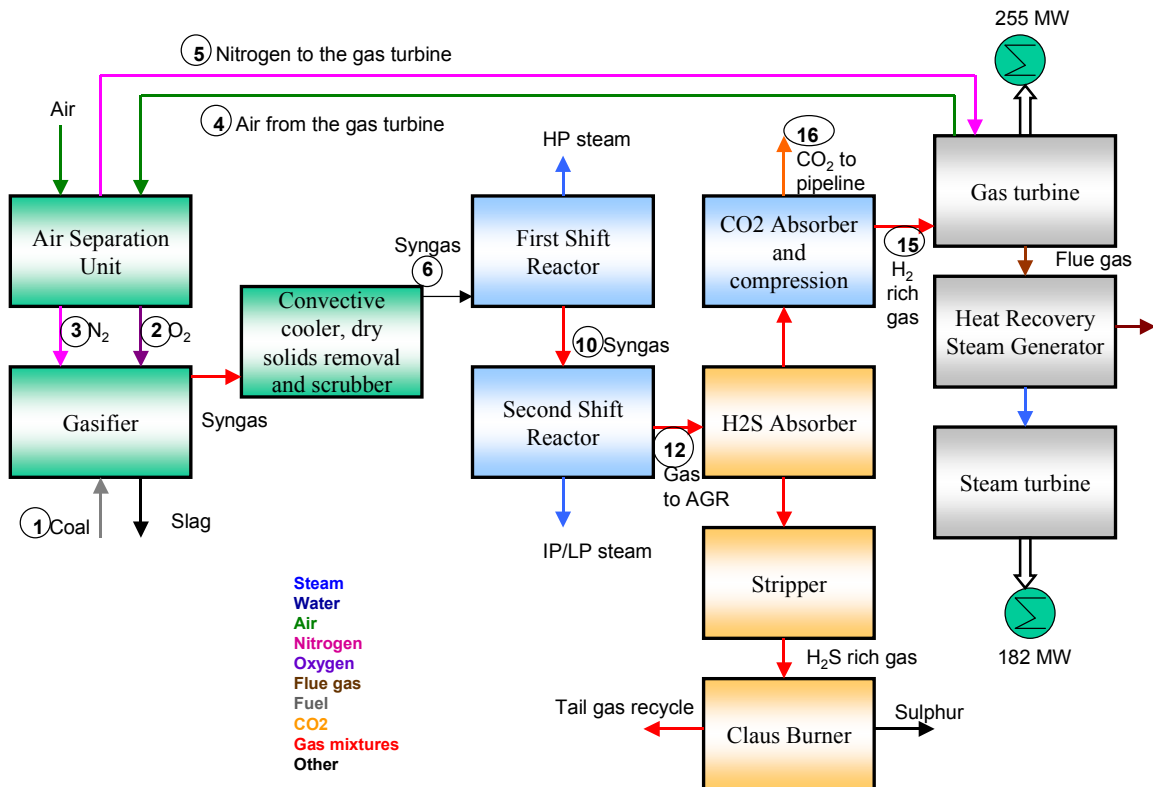 255 MW
5 Nitrogen to the gas turbine
Air
4 Air from the gas turbine
HP steam
16
CO₂ to
pipeline
Gas turbine
Air Separation
Unit
Syngas
6
First Shift
Reactor
CO2 Absorber
and
compression
15
H₂
rich
gas
Flue gas
3 N₂
2 O₂
Convective
cooler, dry
solids removal
and scrubber
10 Syngas
Heat Recovery
Steam Generator
Gasifier
Syngas
Second Shift
Reactor
H2S Absorber
12
Gas
to AGR
Steam turbine
1 Coal
Slag
IP/LP steam
Stripper
Steam
Water
Air
Nitrogen
Oxygen
Flue gas
Fuel
CO2
Gas mixtures
Other
182 MW
H₂S rich gas
Tail gas recycle
Claus Burner
Sulphur